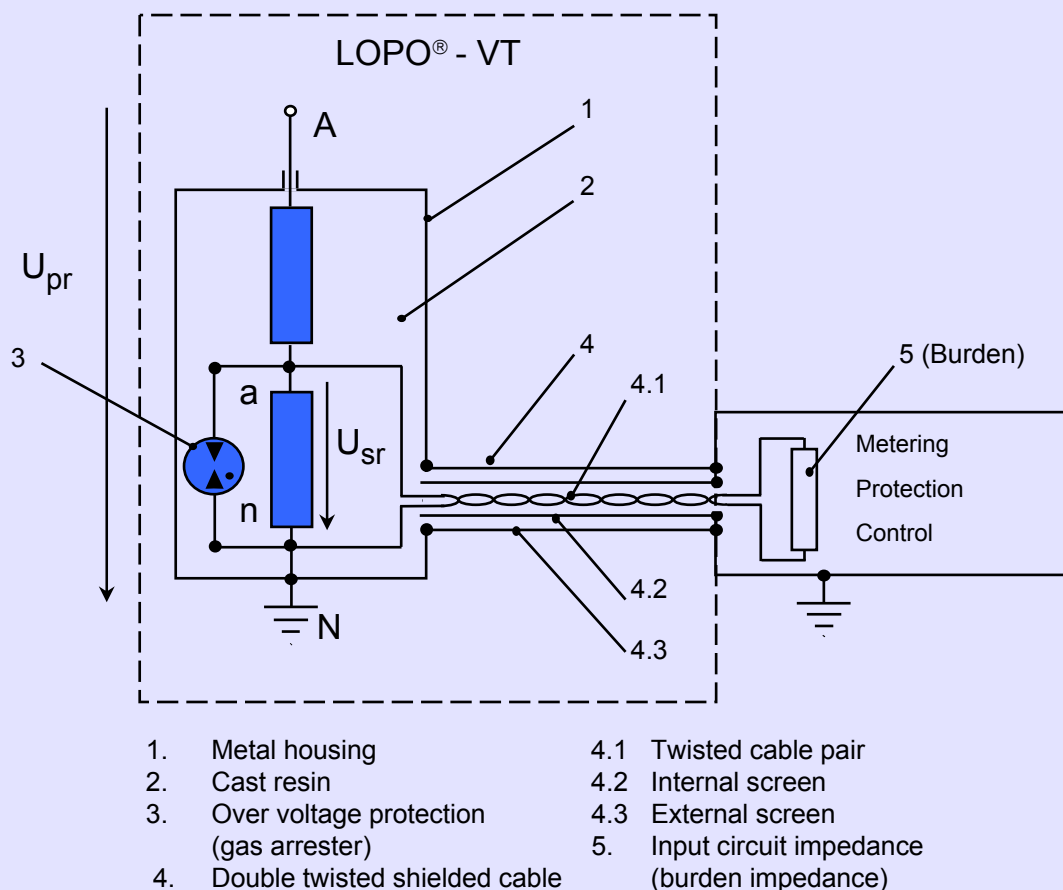 LOPO® - VT
A
1
2
U_pr
3
4
4.1
5 (Burden)
a
U_sr
n
Metering
Protection
Control
4.2
N
4.3
1. Metal housing
2. Cast resin
3. Over voltage protection
(gas arrester)
4. Double twisted shielded cable
4.1 Twisted cable pair
4.2 Internal screen
4.3 External screen
5. Input circuit impedance
(burden impedance)